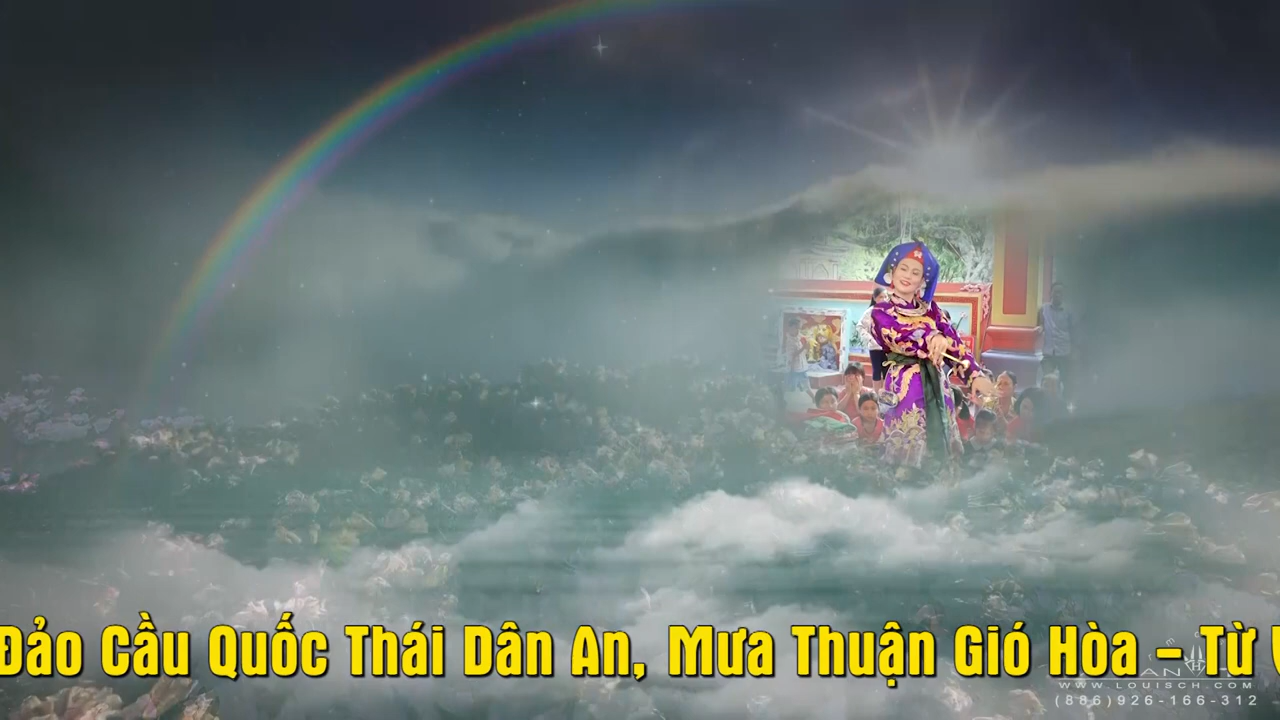 Đảo Cầu Quốc Thái Dân An, Mưa Thuận Gió Hòa – Từ
WWW.LOUISCH.COM
(886)926-166-312